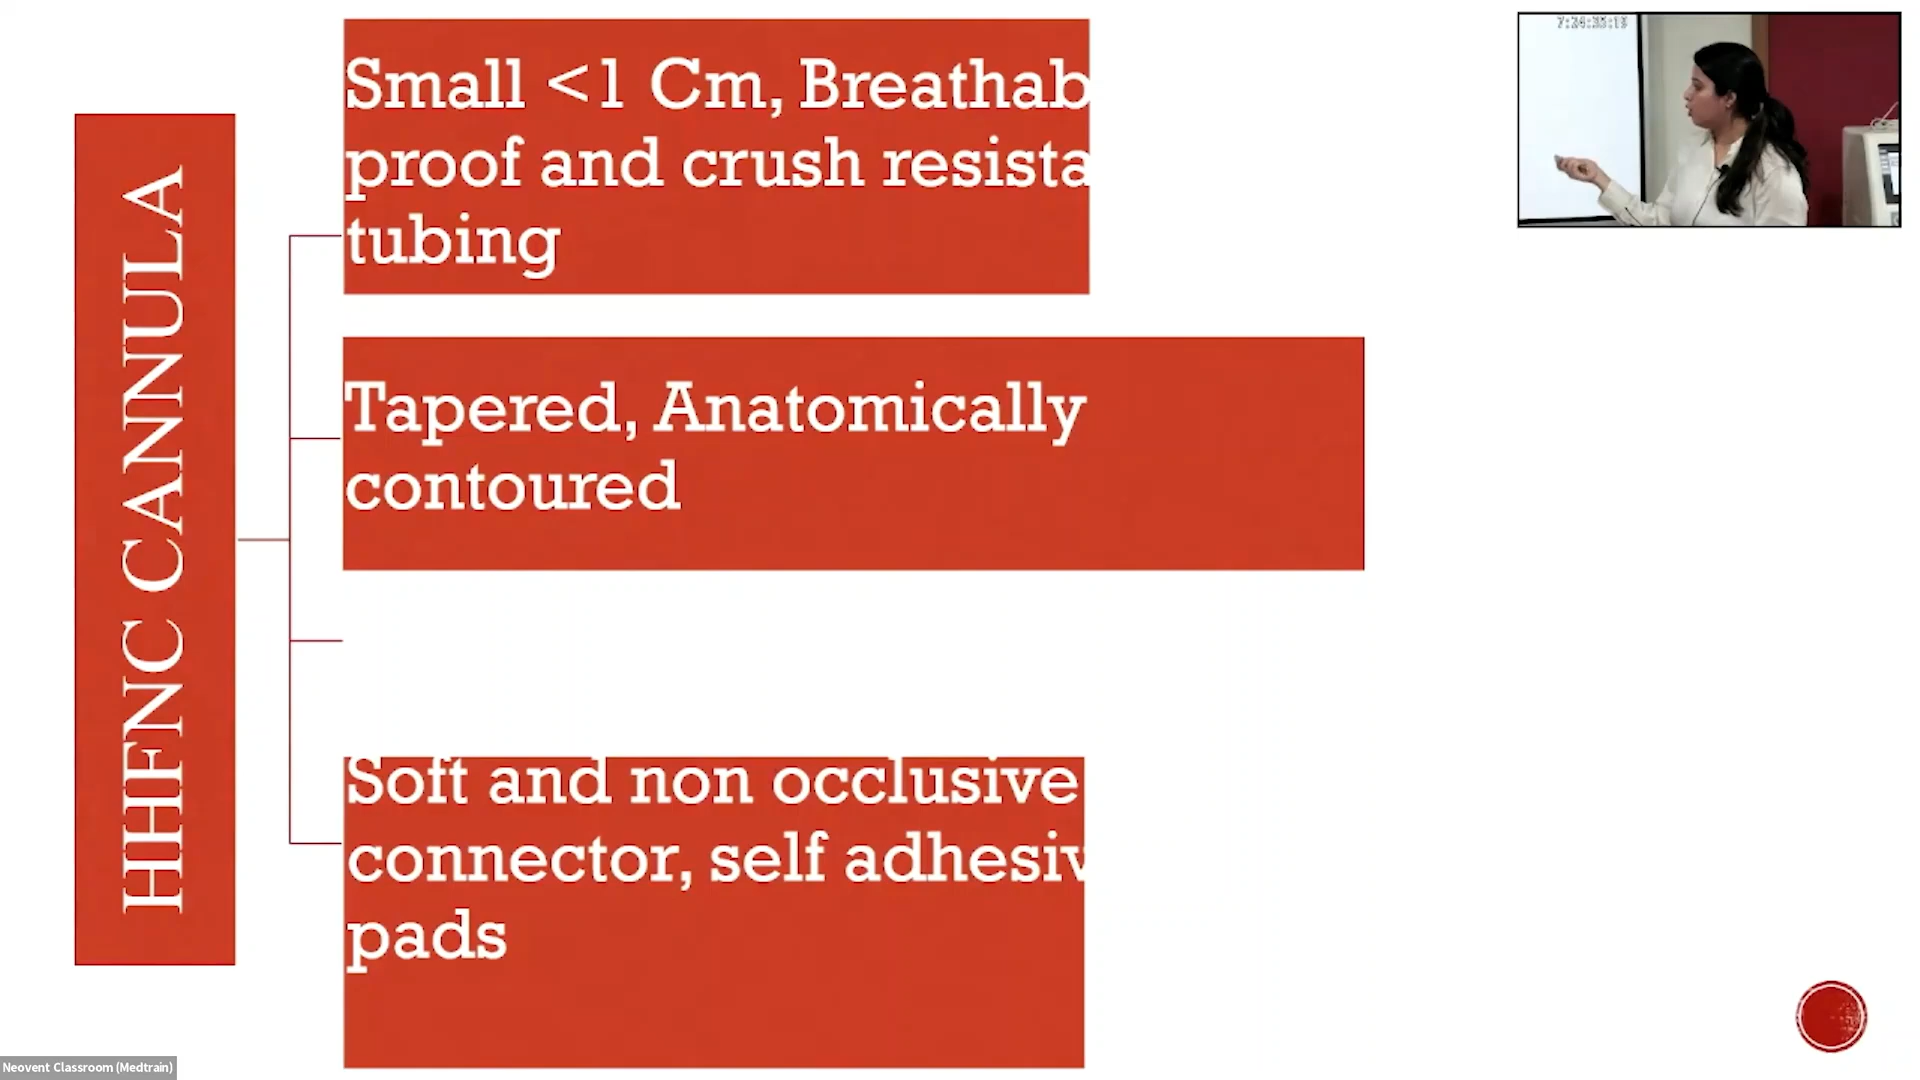 HHFNC CANNULA
Small <1 Cm, Breathab
proof and crush resista
tubing
Tapered, Anatomically
contoured
Soft and non occlusive
connector, self adhesiv
pads
Neovent Classroom (Medtrain)